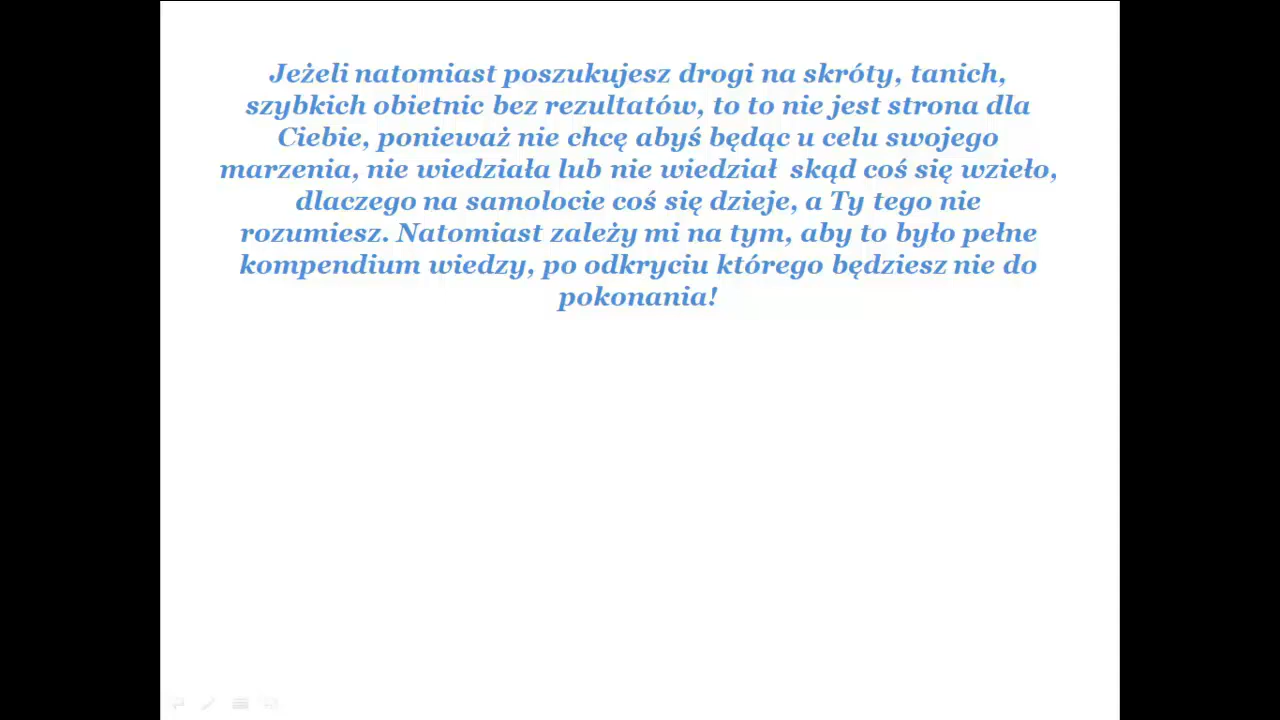 Jeżeli natomiast poszukujesz drogi na skróty, tanich,
szybkich obietnic bez rezultatów, to to nie jest strona dla
Ciebie, ponieważ nie chcę abyś będąc u celu swojego
marzenia, nie wiedziała lub nie wiedział  skąd coś się wzieło,
dlaczego na samolocie coś się dzieje, a Ty tego nie
rozumiesz. Natomiast zależy mi na tym, aby to było pełne
kompendium wiedzy, po odkryciu którego będziesz nie do
pokonania!